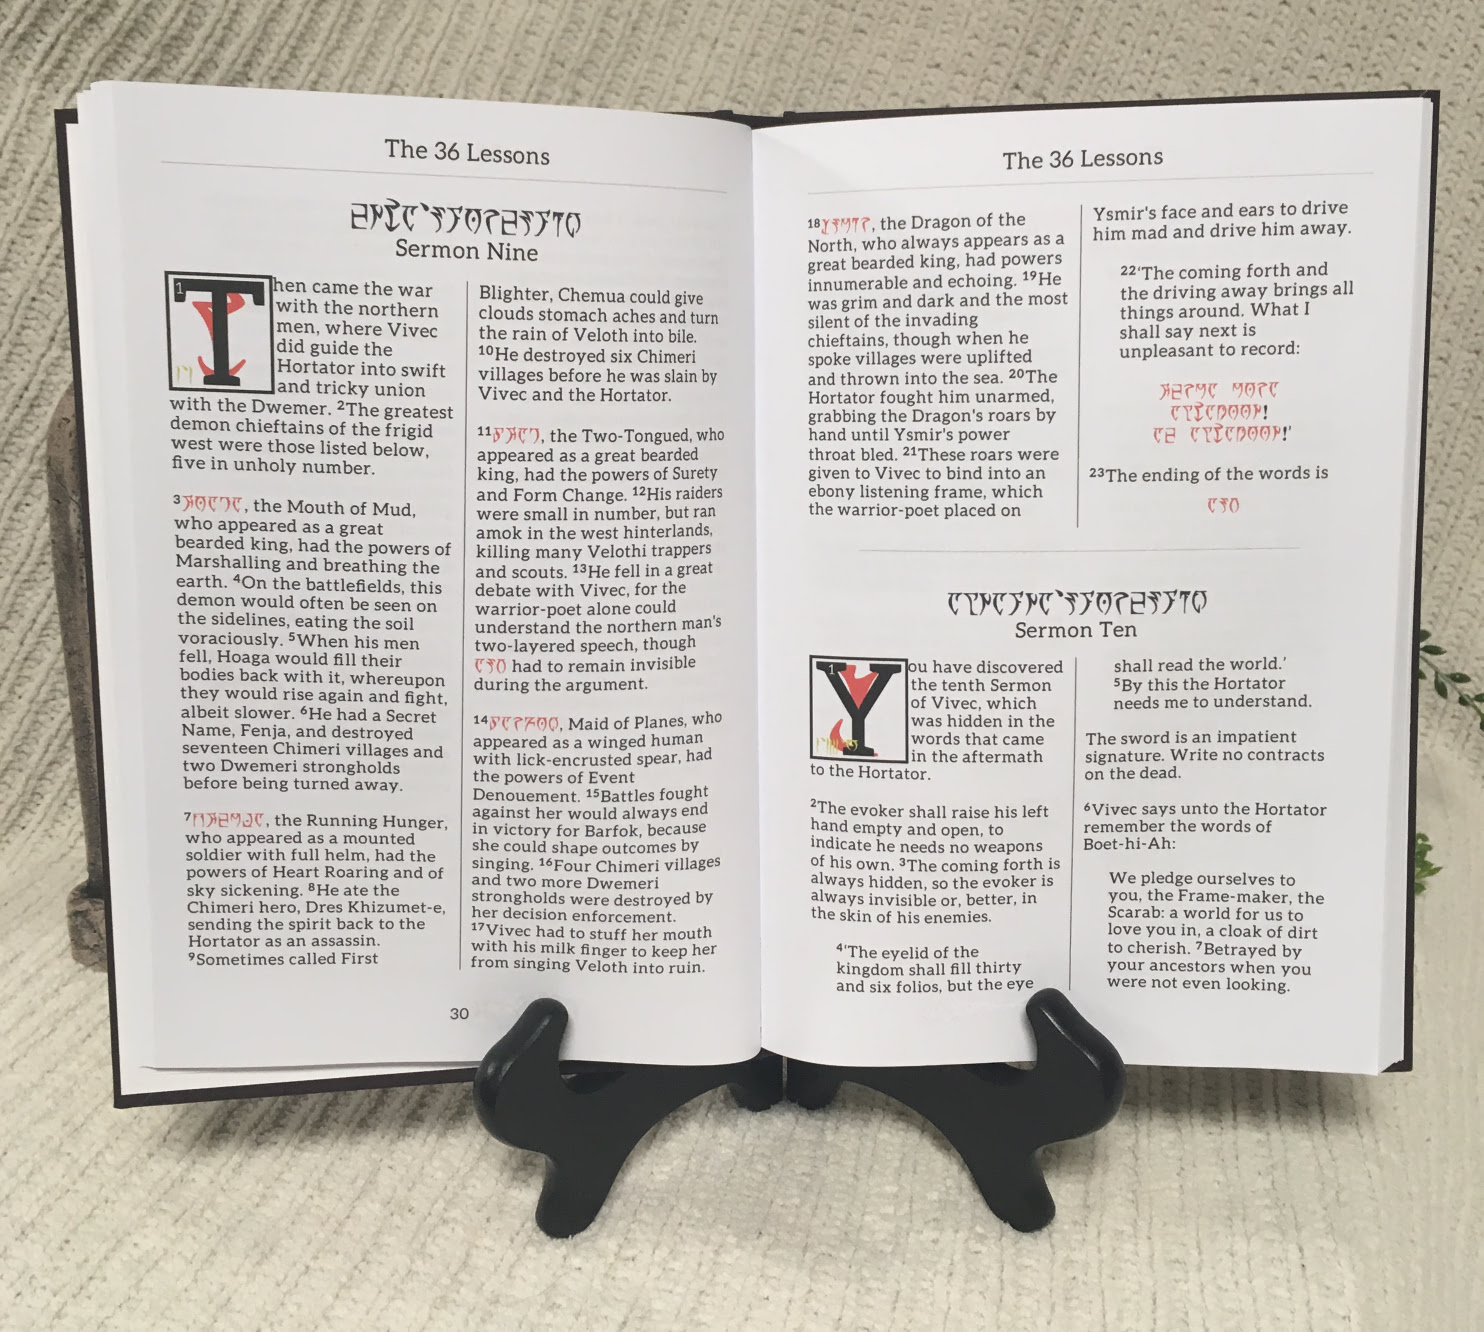 The 36 Lessons
Sermon Nine
1
Then came the war
with the northern
men, where Vivec
did guide the
Hortator into swift
and tricky union
with the Dwemer. ²The greatest
demon chieftains of the frigid
west were those listed below,
five in unholy number.
³, the Mouth of Mud,
who appeared as a great
bearded king, had the powers of
Marshalling and breathing the
earth. ⁴On the battlefields, this
demon would often be seen on
the sidelines, eating the soil
voraciously. ⁵When his men
fell, Hoaga would fill their
bodies back with it, whereupon
they would rise again and fight,
albeit slower. ⁶He had a Secret
Name, Fenja, and destroyed
seventeen Chimeri villages and
two Dwemeri strongholds
before being turned away.
⁷, the Running Hunger,
who appeared as a mounted
soldier with full helm, had the
powers of Heart Roaring and of
sky sickening. ⁸He ate the
Chimeri hero, Dres Khizumet-e,
sending the spirit back to the
Hortator as an assassin.
⁹Sometimes called First
Blighter, Chemua could give
clouds stomach aches and turn
the rain of Veloth into bile.
¹⁰He destroyed six Chimeri
villages before he was slain by
Vivec and the Hortator.
¹¹, the Two-Tongued, who
appeared as a great bearded
king, had the powers of Surety
and Form Change. ¹²His raiders
were small in number, but ran
amok in the west hinterlands,
killing many Velothi trappers
and scouts. ¹³He fell in a great
debate with Vivec, for the
warrior-poet alone could
understand the northern man's
two-layered speech, though
had to remain invisible
during the argument.
¹⁴, Maid of Planes, who
appeared as a winged human
with lick-encrusted spear, had
the powers of Event
Denouement. ¹⁵Battles fought
against her would always end
in victory for Barfok, because
she could shape outcomes by
singing. ¹⁶Four Chimeri villages
and two more Dwemeri
strongholds were destroyed by
her decision enforcement.
¹⁷Vivec had to stuff her mouth
with his milk finger to keep her
from singing Veloth into ruin.
30
The 36 Lessons
¹⁸, the Dragon of the
North, who always appears as a
great bearded king, had powers
innumerable and echoing. ¹⁹He
was grim and dark and the most
silent of the invading
chieftains, though when he
spoke villages were uplifted
and thrown into the sea. ²⁰The
Hortator fought him unarmed,
grabbing the Dragon's roars by
hand until Ysmir's power
throat bled. ²¹These roars were
given to Vivec to bind into an
ebony listening frame, which
the warrior-poet placed on
Ysmir's face and ears to drive
him mad and drive him away.
²²'The coming forth and
the driving away brings all
things around. What I
shall say next is
unpleasant to record:
!
!'
²³The ending of the words is
Sermon Ten
1
You have discovered
the tenth Sermon
of Vivec, which
was hidden in the
words that came
in the aftermath
to the Hortator.
²The evoker shall raise his left
hand empty and open, to
indicate he needs no weapons
of his own. ³The coming forth is
always hidden, so the evoker is
always invisible or, better, in
the skin of his enemies.
⁴'The eyelid of the
kingdom shall fill thirty
and six folios, but the eye
shall read the world.'
⁵By this the Hortator
needs me to understand.
The sword is an impatient
signature. Write no contracts
on the dead.
⁶Vivec says unto the Hortator
remember the words of
Boet-hi-Ah:
We pledge ourselves to
you, the Frame-maker, the
Scarab: a world for us to
love you in, a cloak of dirt
to cherish. ⁷Betrayed by
your ancestors when you
were not even looking.